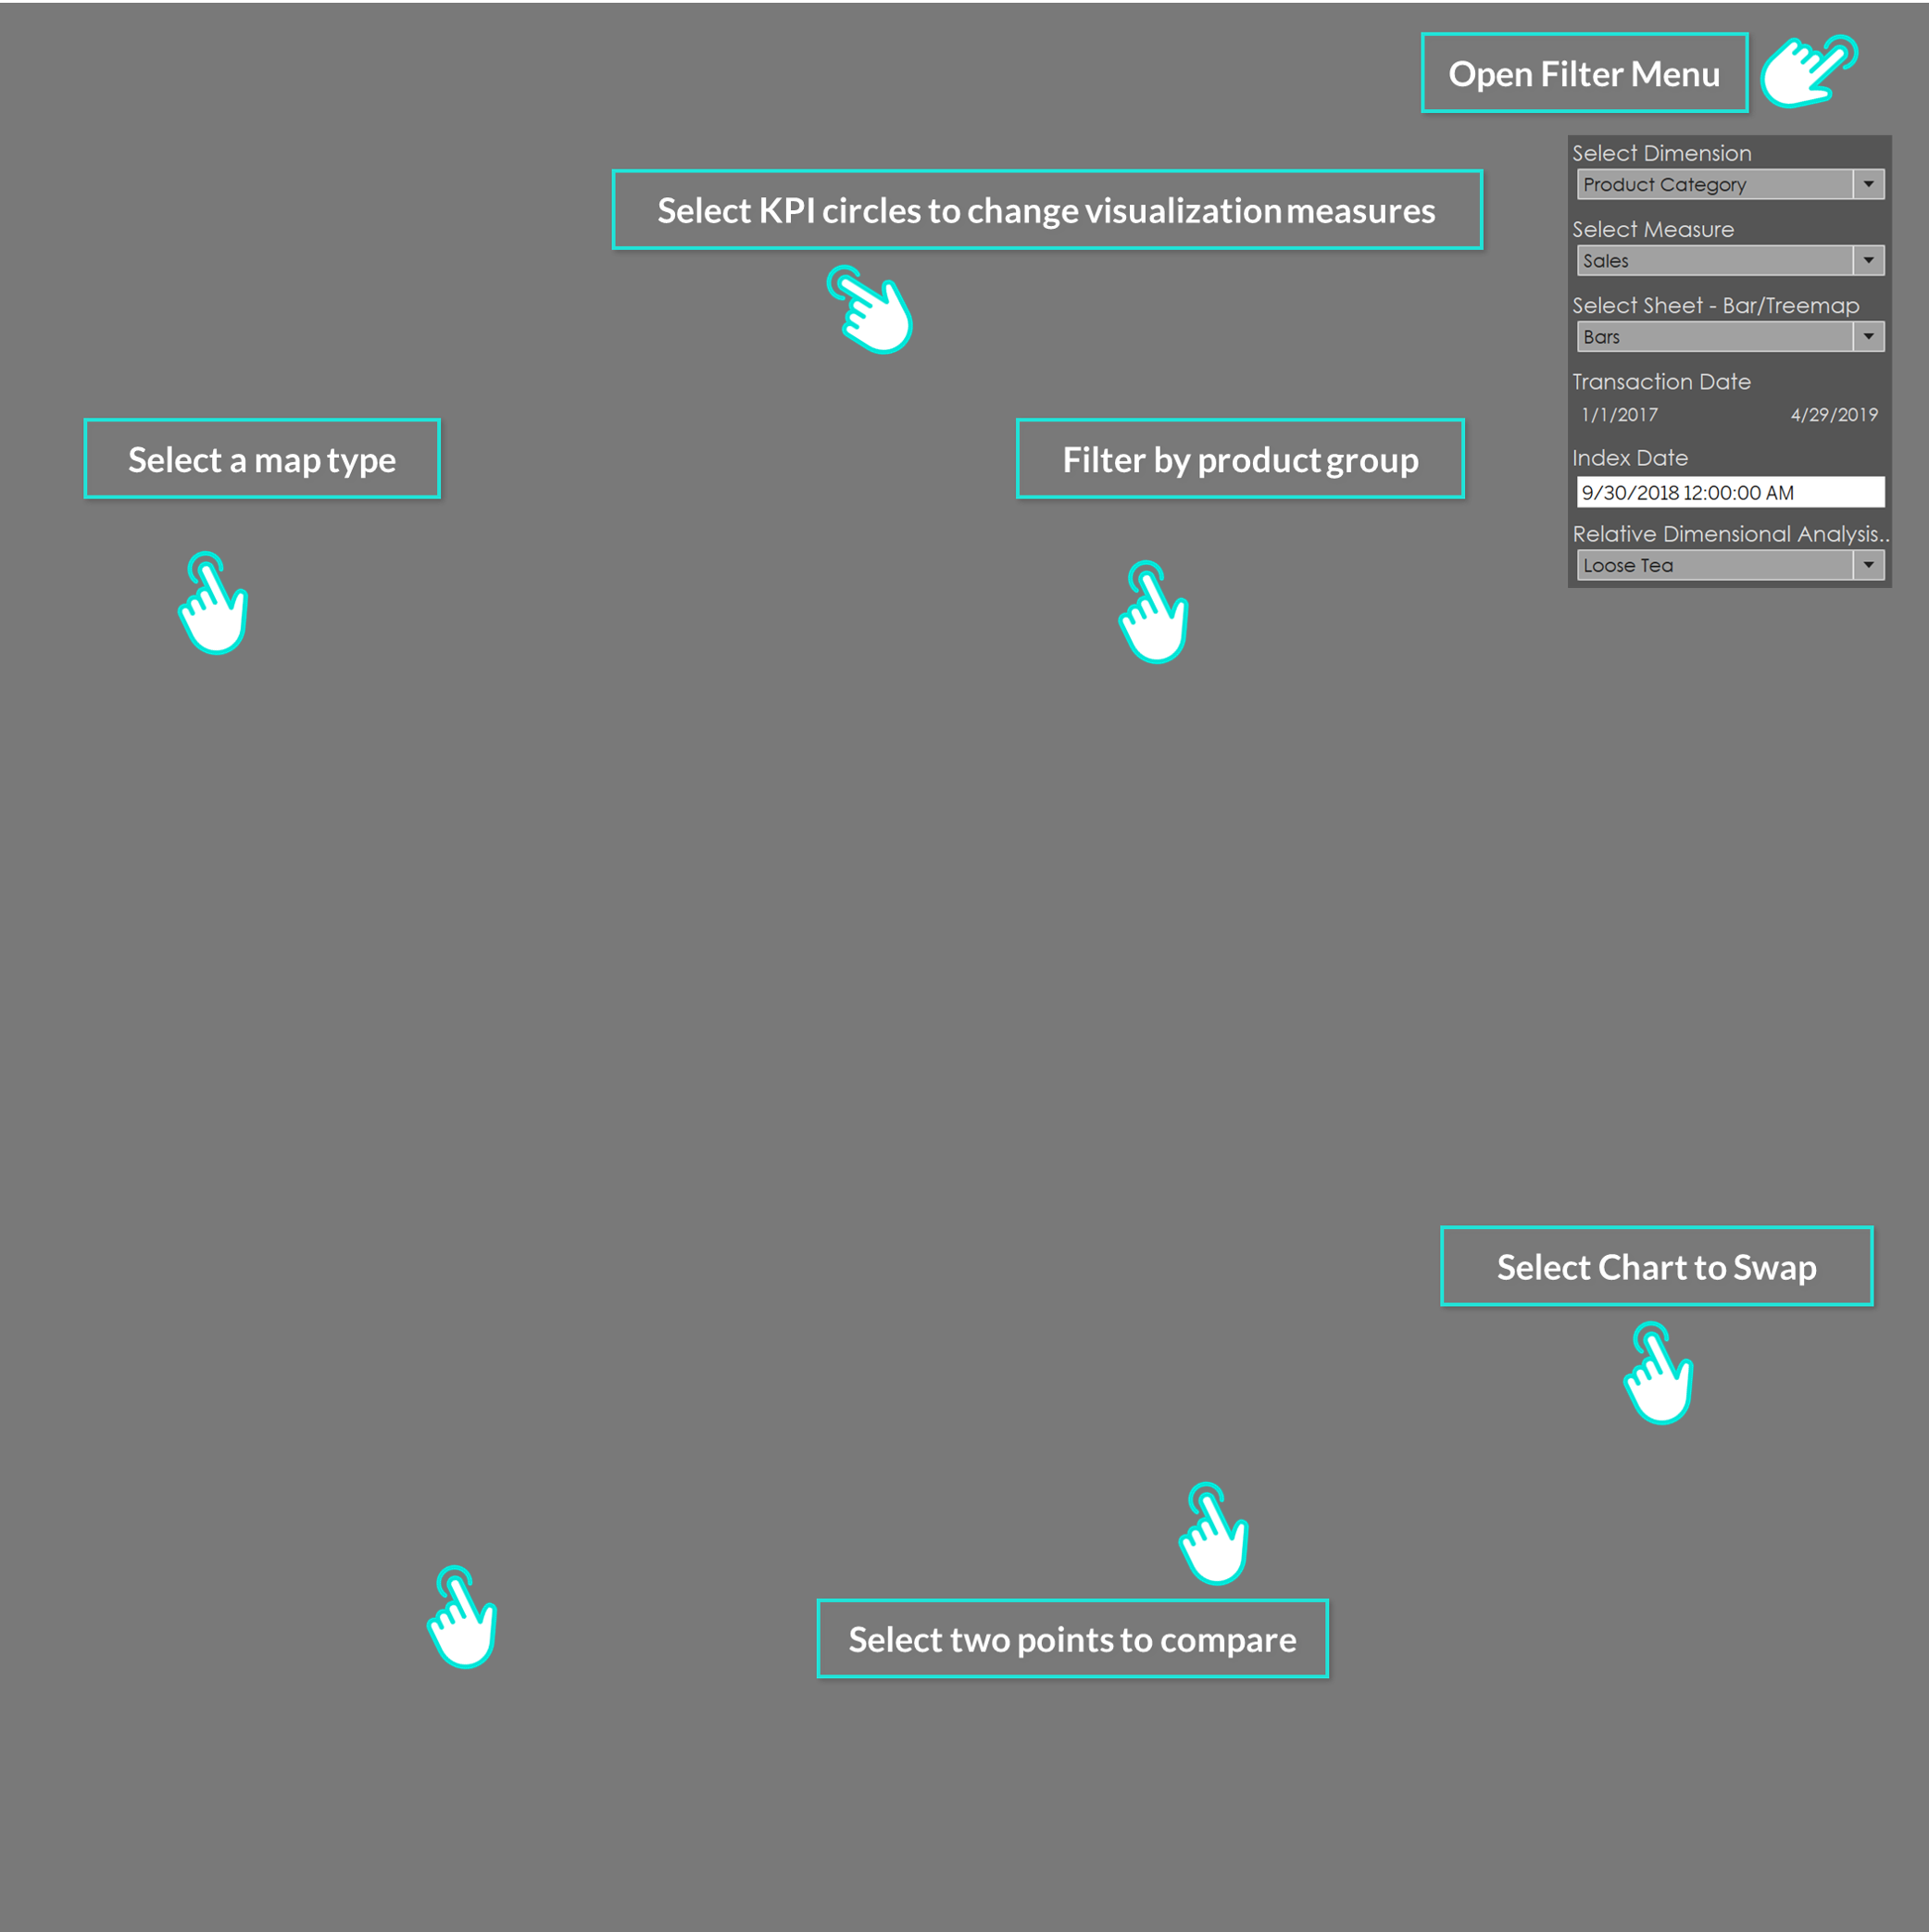 Open Filter Menu
Select Dimension
Product Category
Select KPI circles to change visualization measures
Select Measure
Sales
Select Sheet - Bar/Treemap
Bars
Transaction Date
1/1/2017 4/29/2019
Select a map type
Filter by product group
Index Date
9/30/2018 12:00:00 AM
Relative Dimensional Analysis..
Loose Tea
Select Chart to Swap
Select two points to compare